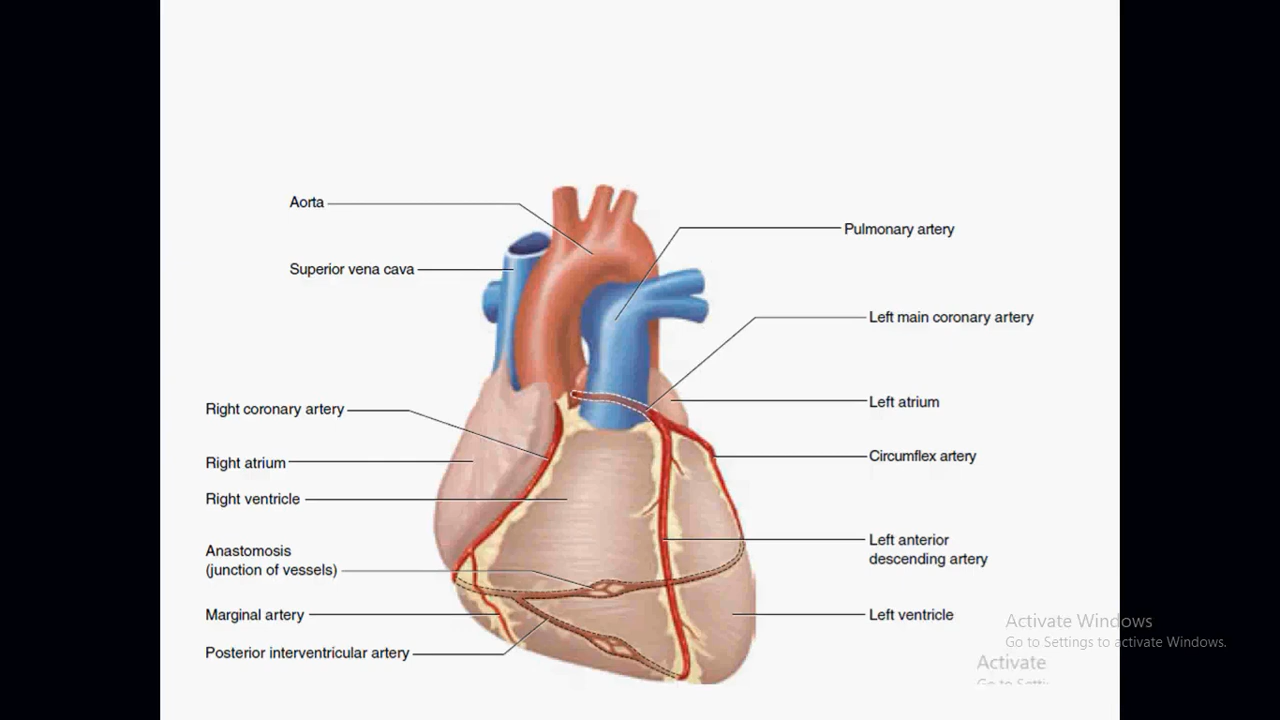 Aorta
Superior vena cava
Pulmonary artery
Left main coronary artery
Right coronary artery
Left atrium
Right atrium
Circumflex artery
Right ventricle
Anastomosis
(junction of vessels)
Left anterior
descending artery
Marginal artery
Left ventricle
Posterior interventricular artery
Activate Windows
Go to Settings to activate Windows.
Activate